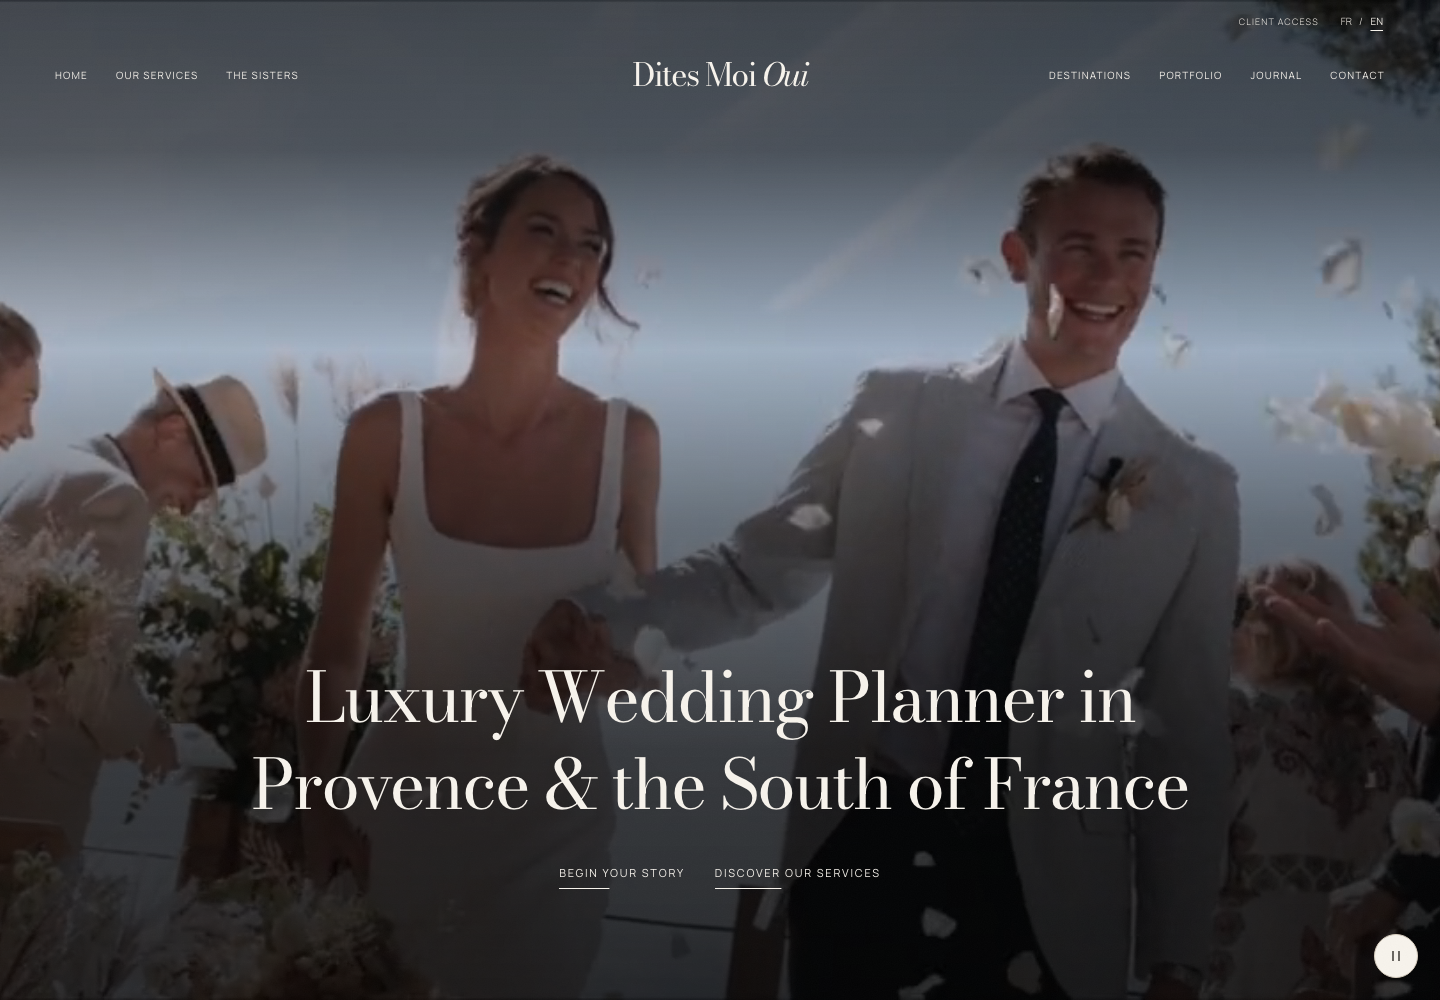 CLIENT ACCESS FR / EN
HOME OUR SERVICES THE SISTERS Dites Moi Oui DESTINATIONS PORTFOLIO JOURNAL CONTACT
Luxury Wedding Planner in
Provence & the South of France
BEGIN YOUR STORY DISCOVER OUR SERVICES